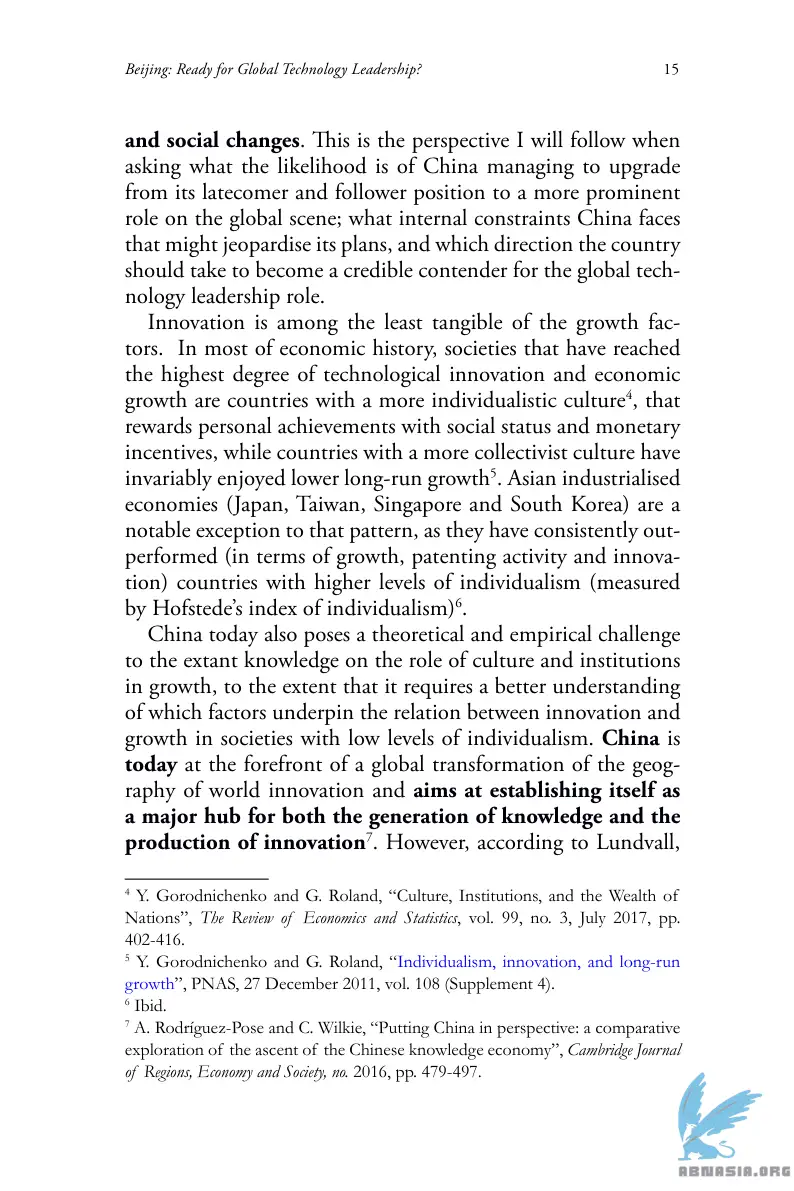 Beijing: Ready for Global Technology Leadership? 15
and social changes. This is the perspective I will follow when
asking what the likelihood is of China managing to upgrade
from its latecomer and follower position to a more prominent
role on the global scene; what internal constraints China faces
that might jeopardise its plans, and which direction the country
should take to become a credible contender for the global tech-
nology leadership role.
Innovation is among the least tangible of the growth fac-
tors. In most of economic history, societies that have reached
the highest degree of technological innovation and economic
growth are countries with a more individualistic culture4, that
rewards personal achievements with social status and monetary
incentives, while countries with a more collectivist culture have
invariably enjoyed lower long-run growth5. Asian industrialised
economies (Japan, Taiwan, Singapore and South Korea) are a
notable exception to that pattern, as they have consistently out-
performed (in terms of growth, patenting activity and innova-
tion) countries with higher levels of individualism (measured
by Hofstede's index of individualism)6.
China today also poses a theoretical and empirical challenge
to the extant knowledge on the role of culture and institutions
in growth, to the extent that it requires a better understanding
of which factors underpin the relation between innovation and
growth in societies with low levels of individualism. China is
today at the forefront of a global transformation of the geog-
raphy of world innovation and aims at establishing itself as
a major hub for both the generation of knowledge and the
production of innovation7. However, according to Lundvall,
4 Y. Gorodnichenko and G. Roland, “Culture, Institutions, and the Wealth of
Nations”, The Review of Economics and Statistics, vol. 99, no. 3, July 2017, pp.
402-416.
5 Y. Gorodnichenko and G. Roland, “Individualism, innovation, and long-run
growth”, PNAS, 27 December 2011, vol. 108 (Supplement 4).
6 Ibid.
7 A. Rodríguez-Pose and C. Wilkie, “Putting China in perspective: a comparative
exploration of the ascent of the Chinese knowledge economy”, Cambridge Journal
of Regions, Economy and Society, no. 2016, pp. 479-497.
ABNASIA.ORG